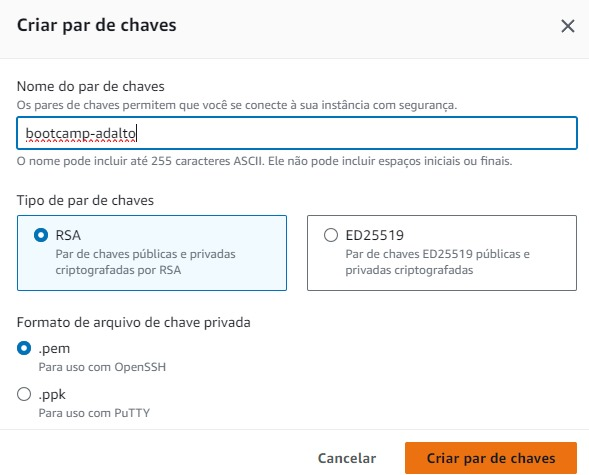 Criar par de chaves
Nome do par de chaves
Os pares de chaves permitem que você se conecte à sua instância com segurança.
bootcamp-adalto
O nome pode incluir até 255 caracteres ASCII. Ele não pode incluir espaços iniciais ou finais.
Tipo de par de chaves
RSA
Par de chaves públicas e privadas
criptografadas por RSA
ED25519
Par de chaves ED25519 públicas e
privadas criptografadas
Formato de arquivo de chave privada
.pem
Para uso com OpenSSH
.ppk
Para uso com PuTTY
Cancelar
Criar par de chaves